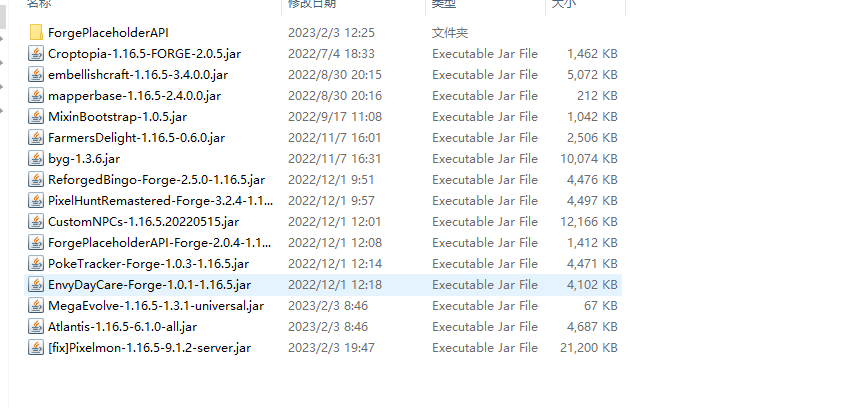 名称 修改日期 类型 大小
ForgePlaceholderAPI 2023/2/3 12:25 文件夹
Croptopia-1.16.5-FORGE-2.0.5.jar 2022/7/4 18:33 Executable Jar File 1,462 KB
embellishcraft-1.16.5-3.4.0.0.jar 2022/8/30 20:15 Executable Jar File 5,072 KB
mapperbase-1.16.5-2.4.0.0.jar 2022/8/30 20:16 Executable Jar File 212 KB
MixinBootstrap-1.0.5.jar 2022/9/17 11:08 Executable Jar File 1,042 KB
FarmersDelight-1.16.5-0.6.0.jar 2022/11/7 16:01 Executable Jar File 2,506 KB
byg-1.3.6.jar 2022/11/7 16:31 Executable Jar File 10,074 KB
ReforgedBingo-Forge-2.5.0-1.16.5.jar 2022/12/1 9:51 Executable Jar File 4,476 KB
PixelHuntRemastered-Forge-3.2.4-1.1... 2022/12/1 9:57 Executable Jar File 4,497 KB
CustomNPCs-1.16.5.20220515.jar 2022/12/1 12:01 Executable Jar File 12,166 KB
ForgePlaceholderAPI-Forge-2.0.4-1.1... 2022/12/1 12:08 Executable Jar File 1,412 KB
PokeTracker-Forge-1.0.3-1.16.5.jar 2022/12/1 12:14 Executable Jar File 4,471 KB
EnvyDayCare-Forge-1.0.1-1.16.5.jar 2022/12/1 12:18 Executable Jar File 4,102 KB
MegaEvolve-1.16.5-1.3.1-universal.jar 2023/2/3 8:46 Executable Jar File 67 KB
Atlantis-1.16.5-6.1.0-all.jar 2023/2/3 8:46 Executable Jar File 4,687 KB
[fix]Pixelmon-1.16.5-9.1.2-server.jar 2023/2/3 19:47 Executable Jar File 21,200 KB